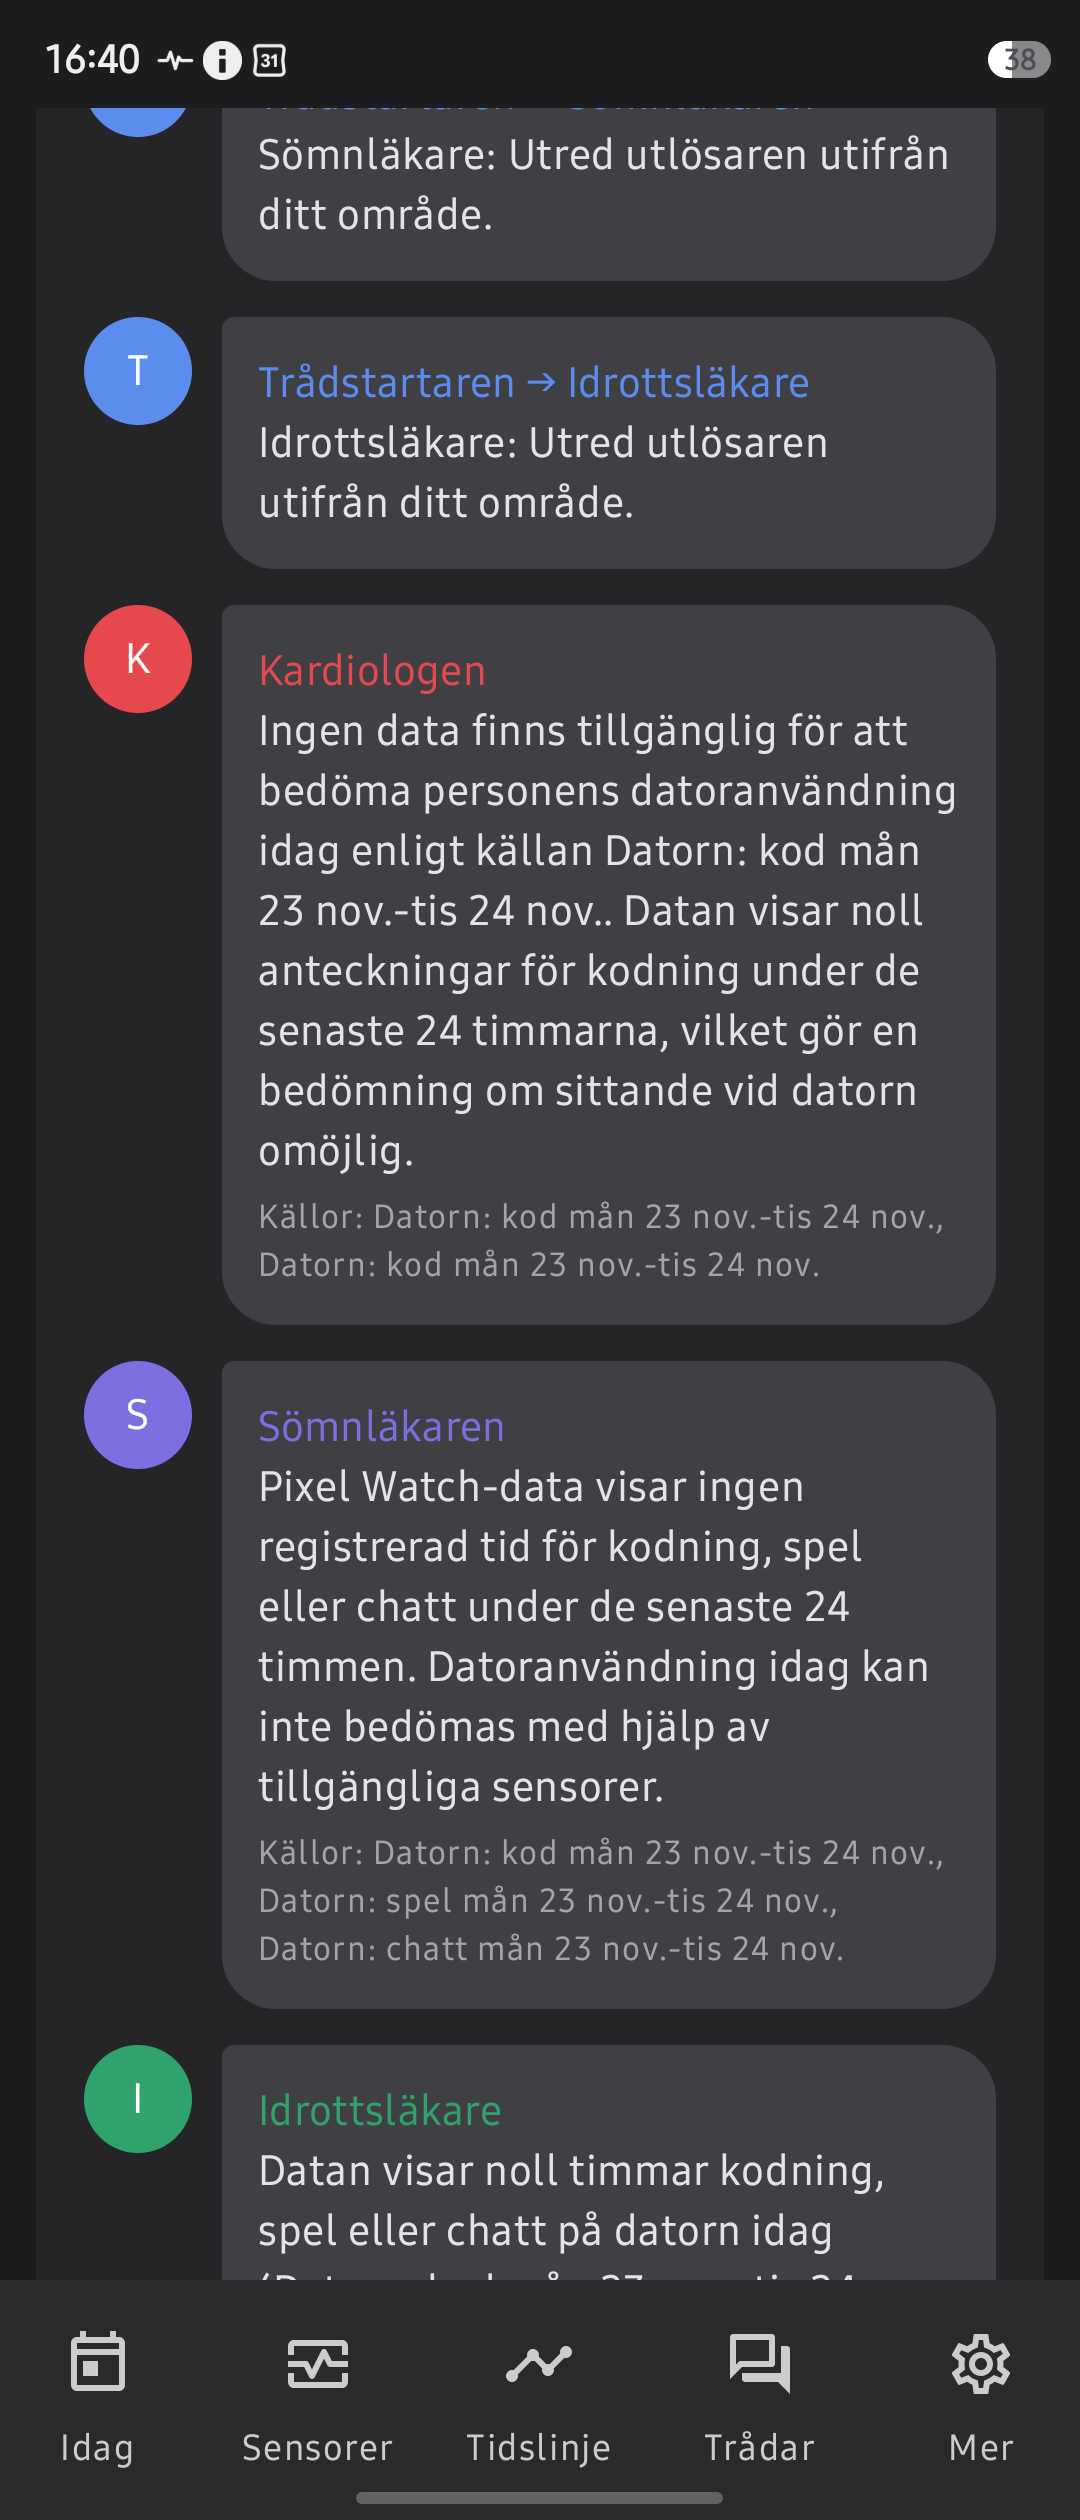 16:40
31
38
Sömnläkare: Utred utlösaren utifrån
ditt område.
T
Trådstartaren → Idrottsläkare
Idrottsläkare: Utred utlösaren
utifrån ditt område.
K
Kardiologen
Ingen data finns tillgänglig för att
bedöma personens datoranvändning
idag enligt källan Datorn: kod mån
23 nov.-tis 24 nov.. Datan visar noll
anteckningar för kodning under de
senaste 24 timmarna, vilket gör en
bedömning om sittande vid datorn
omöjlig.
Källor: Datorn: kod mån 23 nov.-tis 24 nov.,
Datorn: kod mån 23 nov.-tis 24 nov.
S
Sömnläkaren
Pixel Watch-data visar ingen
registrerad tid för kodning, spel
eller chatt under de senaste 24
timmen. Datoranvändning idag kan
inte bedömas med hjälp av
tillgängliga sensorer.
Källor: Datorn: kod mån 23 nov.-tis 24 nov.,
Datorn: spel mån 23 nov.-tis 24 nov.,
Datorn: chatt mån 23 nov.-tis 24 nov.
I
Idrottsläkare
Datan visar noll timmar kodning,
spel eller chatt på datorn idag
Idag
Sensorer
Tidslinje
Trådar
Mer